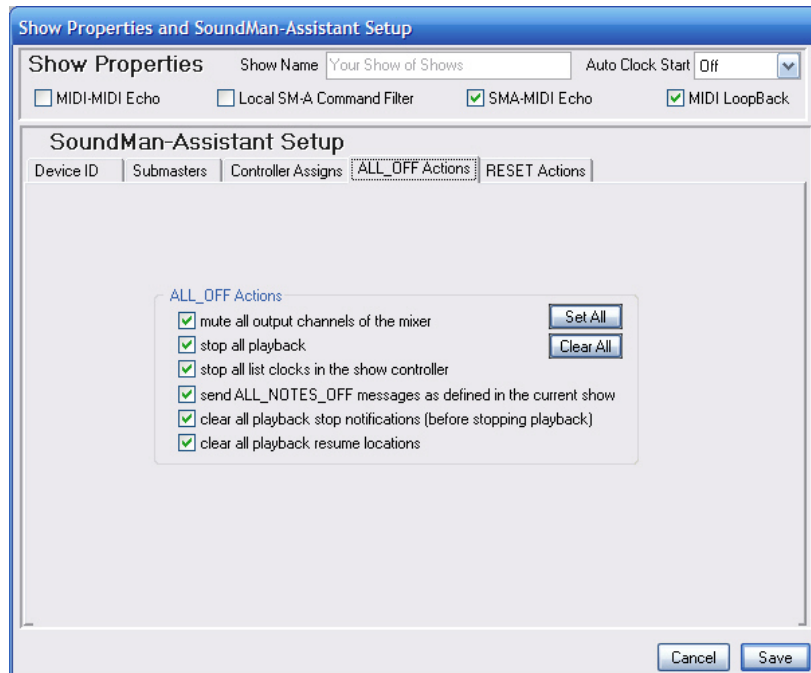 Show Properties and SoundMan-Assistant Setup
Show Properties Show Name Your Show of Shows Auto Clock Start Off
MIDI-MIDI Echo Local SM-A Command Filter SMA-MIDI Echo MIDI LoopBack
SoundMan-Assistant Setup
Device ID Submasters Controller Assigns ALL_OFF Actions RESET Actions
ALL_OFF Actions
mute all output channels of the mixer Set All
stop all playback Clear All
stop all list clocks in the show controller
send ALL_NOTES_OFF messages as defined in the current show
clear all playback stop notifications (before stopping playback)
clear all playback resume locations
Cancel Save